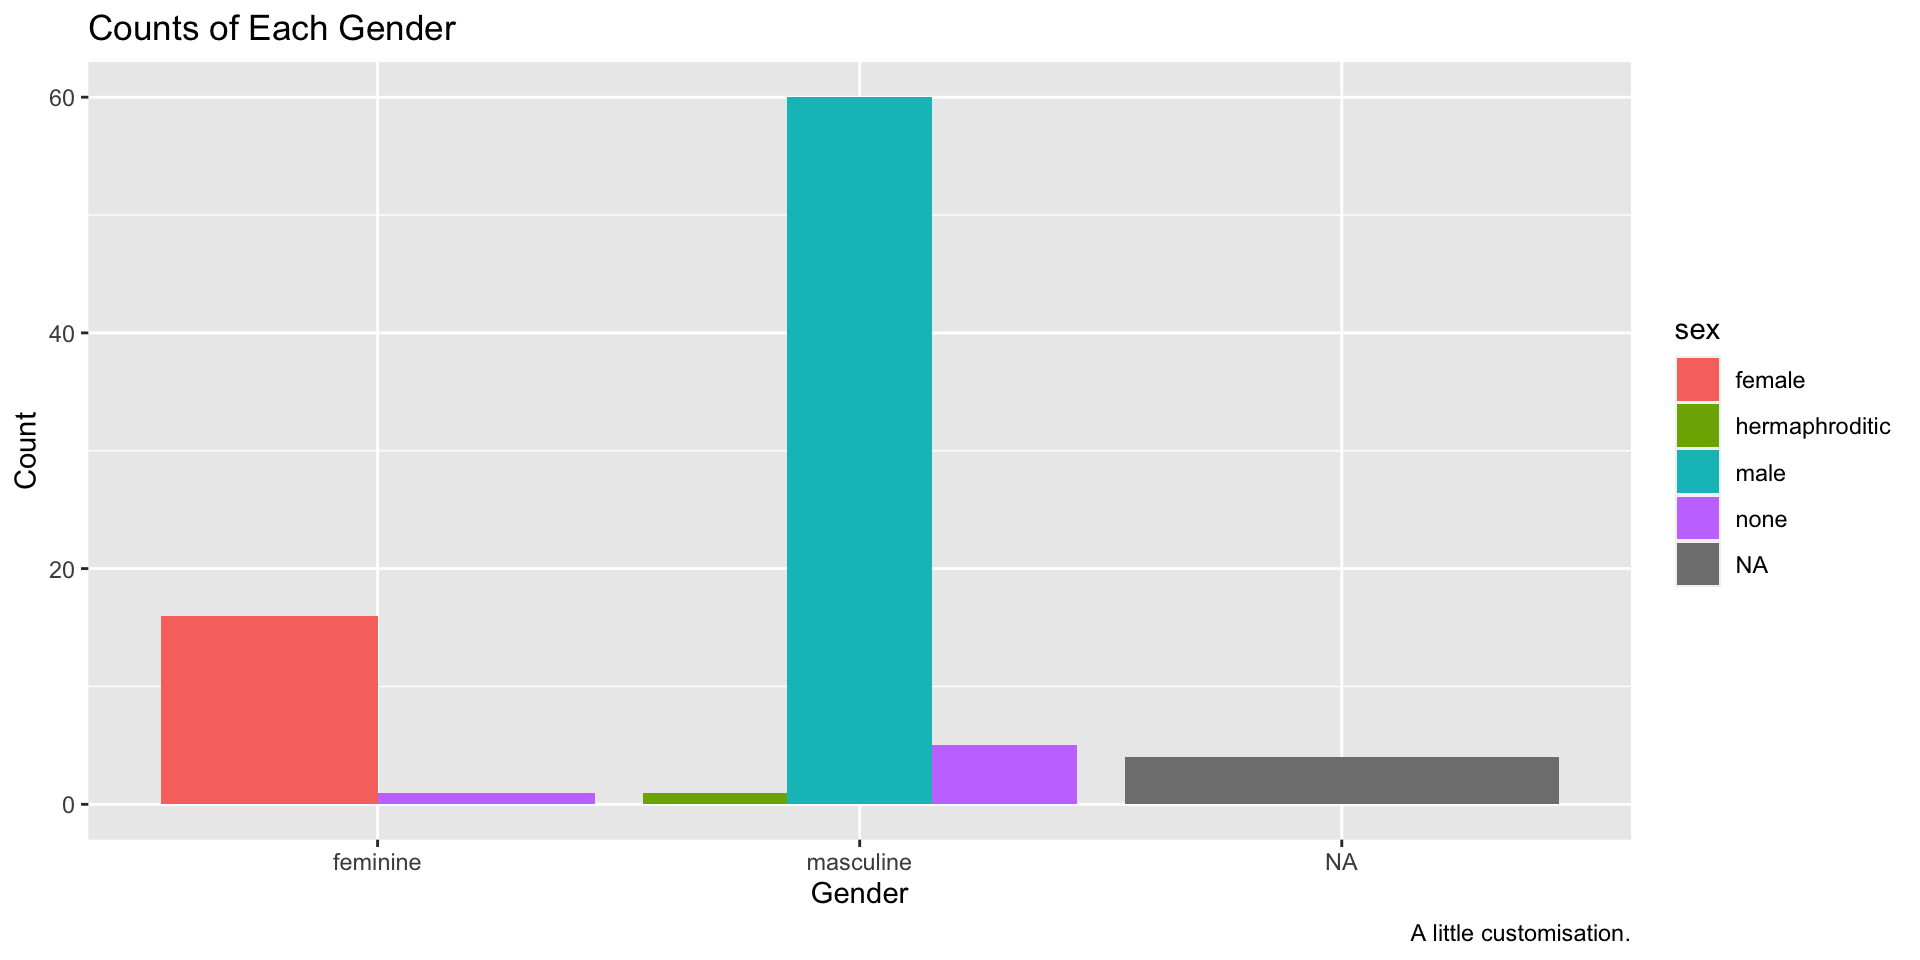 Counts of Each Gender
60
40
20
0
Count
feminine
masculine
NA
Gender
sex
female
hermaphroditic
male
none
NA
A little customisation.